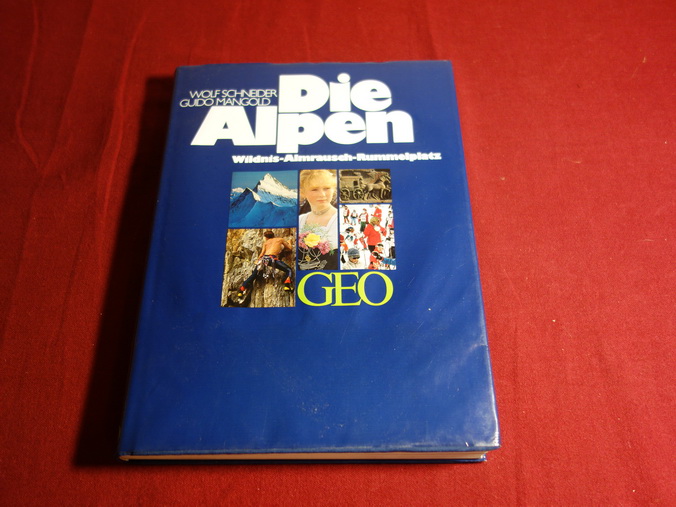 WOLF SCHNEIDER
GUIDO MANGOLD
Die
Alpen
Wildnis-Almrausch-Rummelplatz
GEO